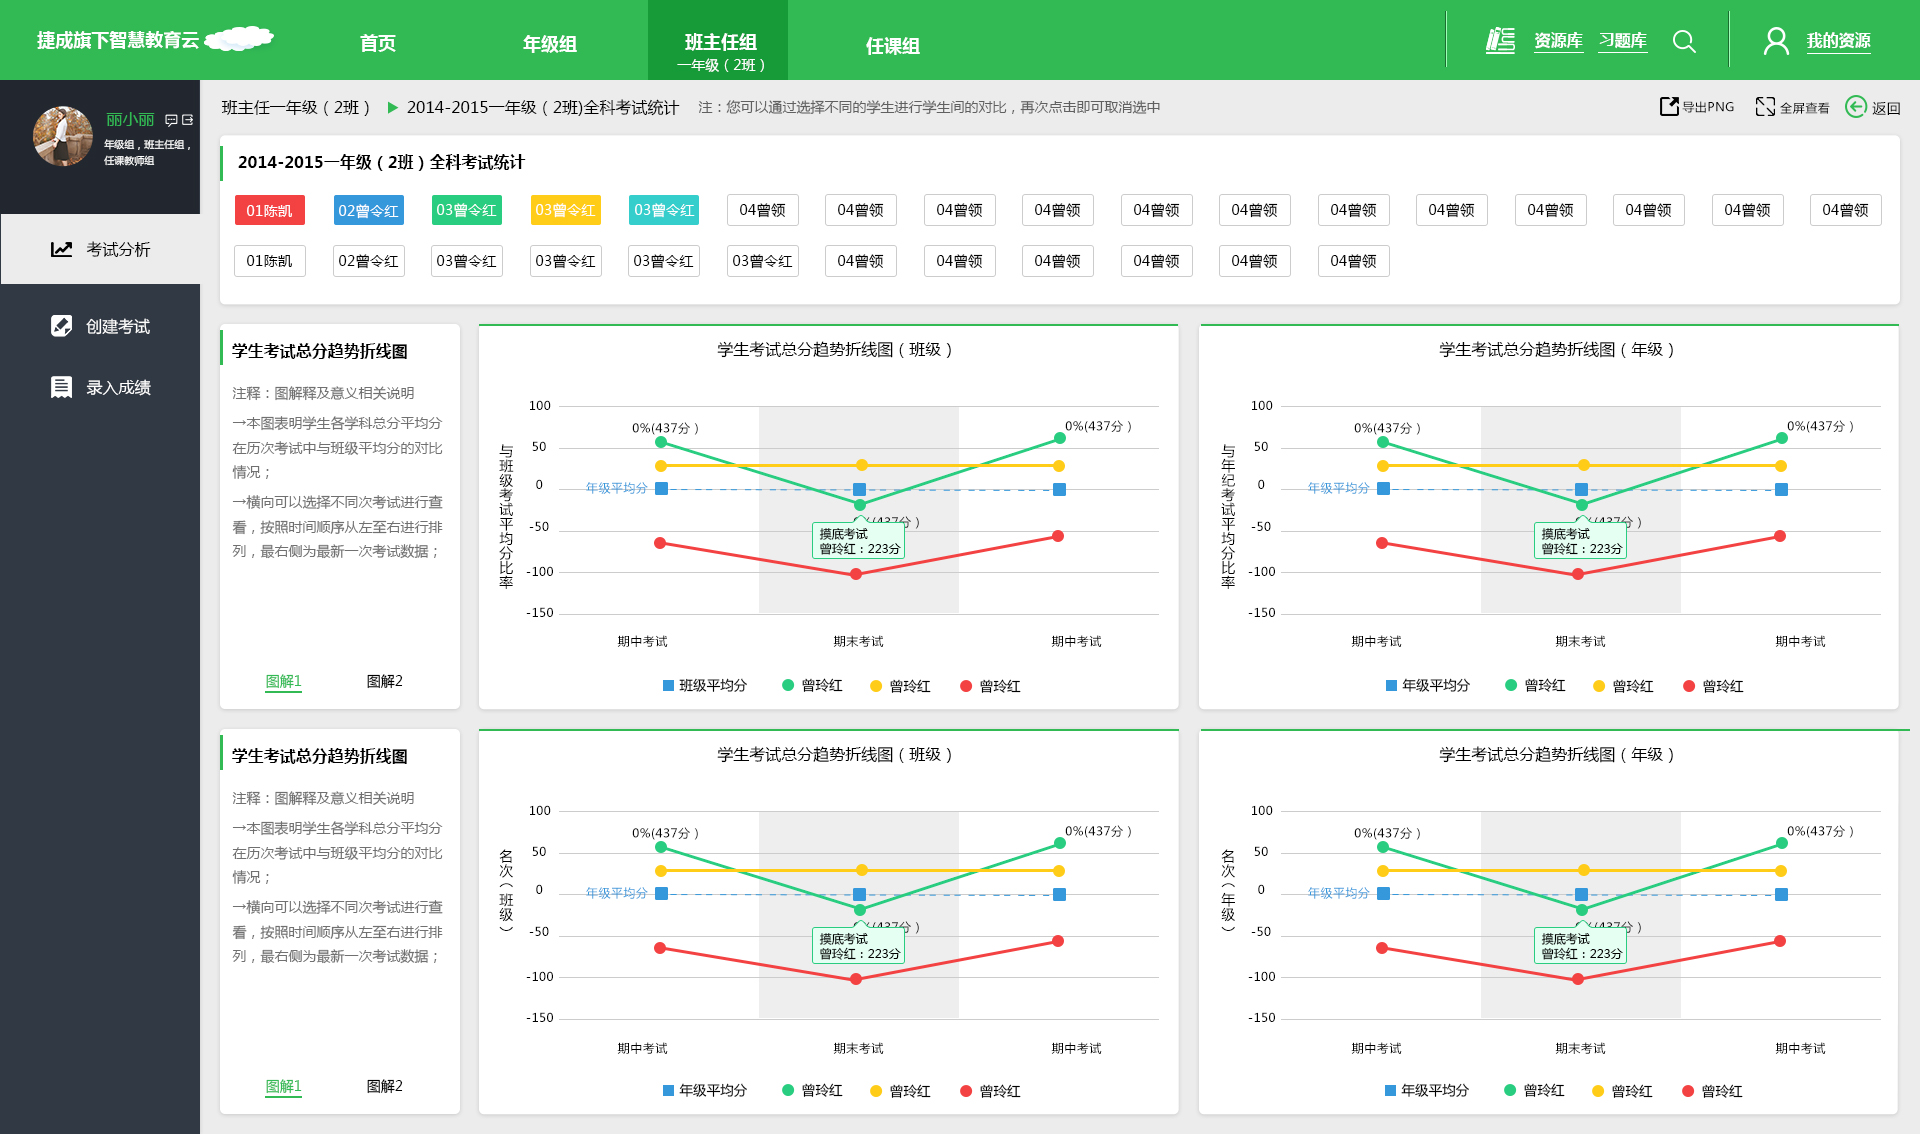 捷成旗下智慧教育云
首页
年级组
班主任组
一年级（2班）
任课组
资源库
习题库
我的资源
丽小丽
年级组，班主任组，
任课教师组
考试分析
创建考试
录入成绩
班主任一年级（2班） 2014-2015一年级（2班)全科考试统计 注：您可以通过选择不同的学生进行学生间的对比，再次点击即可取消选中
导出PNG
全屏查看
返回
2014-2015一年级（2班）全科考试统计
01陈凯 02曾令红 03曾令红 03曾令红 03曾令红 04曾领 04曾领 04曾领 04曾领 04曾领 04曾领 04曾领 04曾领 04曾领 04曾领 04曾领 04曾领
01陈凯 02曾令红 03曾令红 03曾令红 03曾令红 03曾令红 04曾领 04曾领 04曾领 04曾领 04曾领 04曾领
学生考试总分趋势折线图
注释：图解释及意义相关说明
→本图表明学生各学科总分平均分
在历次考试中与班级平均分的对比
情况；
→横向可以选择不同次考试进行查
看，按照时间顺序从左至右进行排
列，最右侧为最新一次考试数据；
图解1 图解2
学生考试总分趋势折线图（班级）
与班级考试平均分比率
100
50
0
-50
-100
-150
0%(437分）
0%(437分）
年级平均分
(437分）
摸底考试
曾玲红：223分
期中考试 期末考试 期中考试
班级平均分 曾玲红 曾玲红 曾玲红
学生考试总分趋势折线图（年级）
与年纪考试平均分比率
100
50
0
-50
-100
-150
0%(437分）
0%(437分）
年级平均分
(437分）
摸底考试
曾玲红：223分
期中考试 期末考试 期中考试
年级平均分 曾玲红 曾玲红 曾玲红
学生考试总分趋势折线图
注释：图解释及意义相关说明
→本图表明学生各学科总分平均分
在历次考试中与班级平均分的对比
情况；
→横向可以选择不同次考试进行查
看，按照时间顺序从左至右进行排
列，最右侧为最新一次考试数据；
图解1 图解2
学生考试总分趋势折线图（班级）
名次（班级）
100
50
0
-50
-100
-150
0%(437分）
0%(437分）
年级平均分
(437分）
摸底考试
曾玲红：223分
期中考试 期末考试 期中考试
年级平均分 曾玲红 曾玲红 曾玲红
学生考试总分趋势折线图（年级）
名次（年级）
100
50
0
-50
-100
-150
0%(437分）
0%(437分）
年级平均分
(437分）
摸底考试
曾玲红：223分
期中考试 期末考试 期中考试
年级平均分 曾玲红 曾玲红 曾玲红